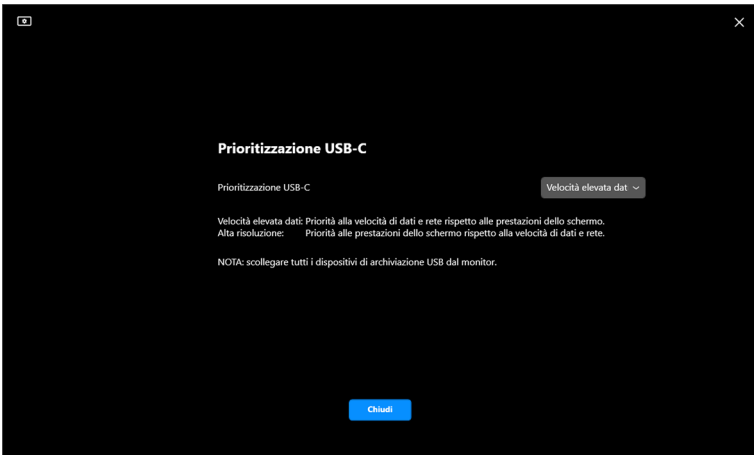 Prioritizzazione USB-C
Prioritizzazione USB-C Velocità elevata dat
Velocità elevata dati: Priorità alla velocità di dati e rete rispetto alle prestazioni dello schermo.
Alta risoluzione: Priorità alle prestazioni dello schermo rispetto alla velocità di dati e rete.
NOTA: scollegare tutti i dispositivi di archiviazione USB dal monitor.
Chiudi